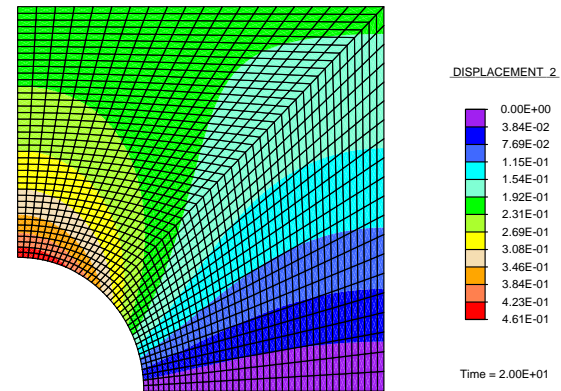 DISPLACEMENT 2
0.00E+00
3.84E-02
7.69E-02
1.15E-01
1.54E-01
1.92E-01
2.31E-01
2.69E-01
3.08E-01
3.46E-01
3.84E-01
4.23E-01
4.61E-01
Time = 2.00E+01